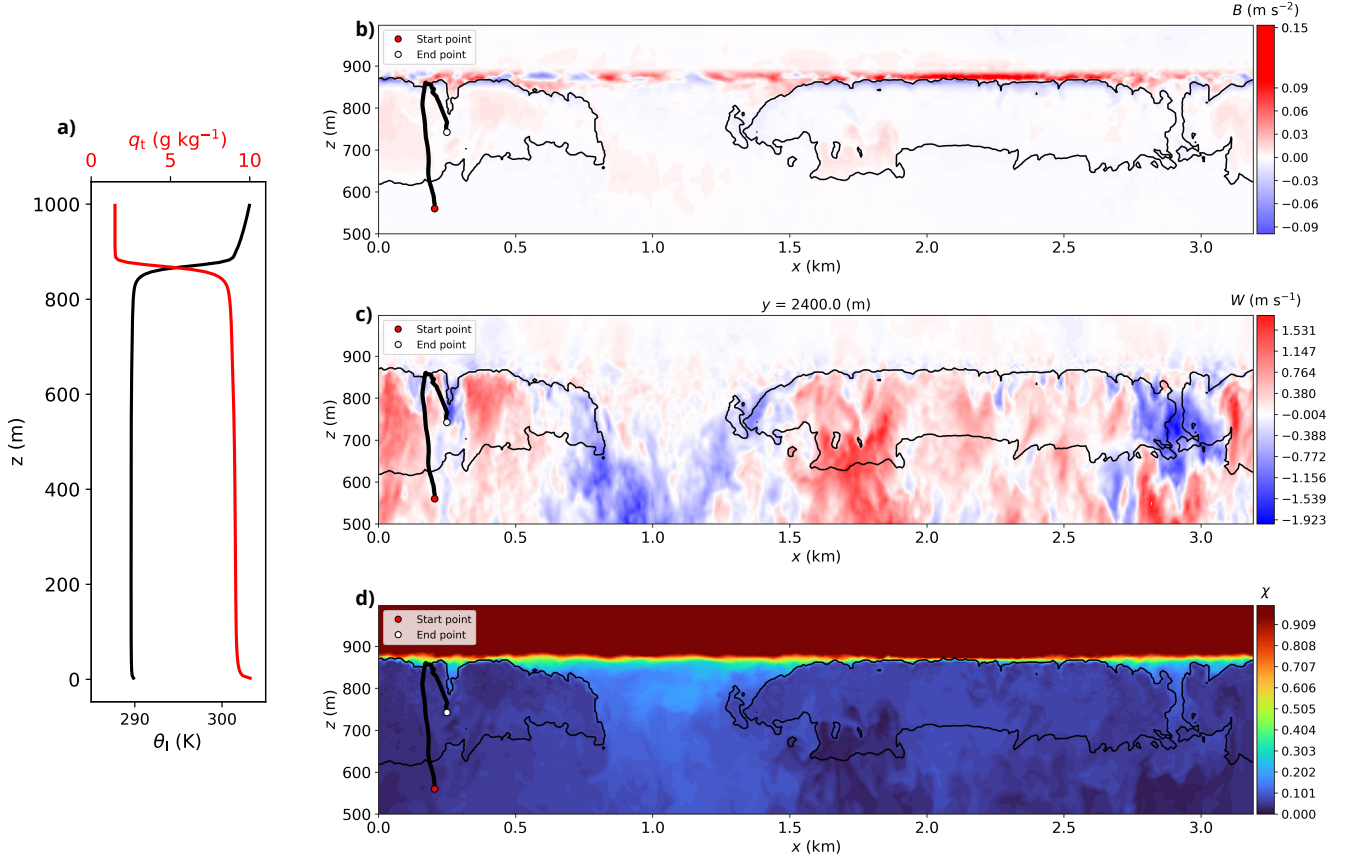 a)
qt (g kg−1)
0 5 10
1000
800
600
400
200
0
z (m)
290 300
θl (K)
b)
B (m s−2)
Start point
End point
900
800
700
600
500
z (m)
0.0 0.5 1.0 1.5 2.0 2.5 3.0
x (km)
0.15
0.09
0.06
0.03
0.00
−0.03
−0.06
−0.09
c)
y = 2400.0 (m)
W (m s−1)
Start point
End point
900
800
700
600
500
z (m)
0.0 0.5 1.0 1.5 2.0 2.5 3.0
x (km)
1.531
1.147
0.763
0.380
−0.004
−0.388
−0.772
−1.156
−1.539
−1.923
d)
χ
Start point
End point
900
800
700
600
500
z (m)
0.0 0.5 1.0 1.5 2.0 2.5 3.0
x (km)
0.909
0.808
0.707
0.606
0.505
0.404
0.303
0.202
0.101
0.000